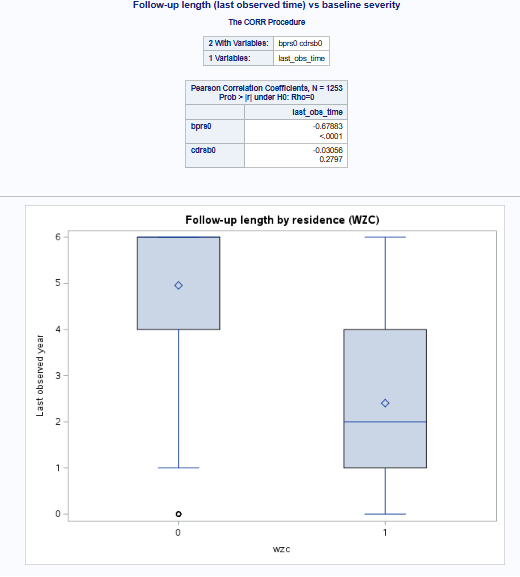 Follow-up length (last observed time) vs baseline severity
The CORR Procedure
2 With Variables: bprs0 cdrsb0
1 Variables: last_obs_time
Pearson Correlation Coefficients, N = 1253
Prob > |r| under H0: Rho=0
last_obs_time
bprs0 -0.67883
<.0001
cdrsb0 -0.03056
0.2797
Follow-up length by residence (WZC)
6
5
4
3
2
1
0
Last observed year
0 1
wzc